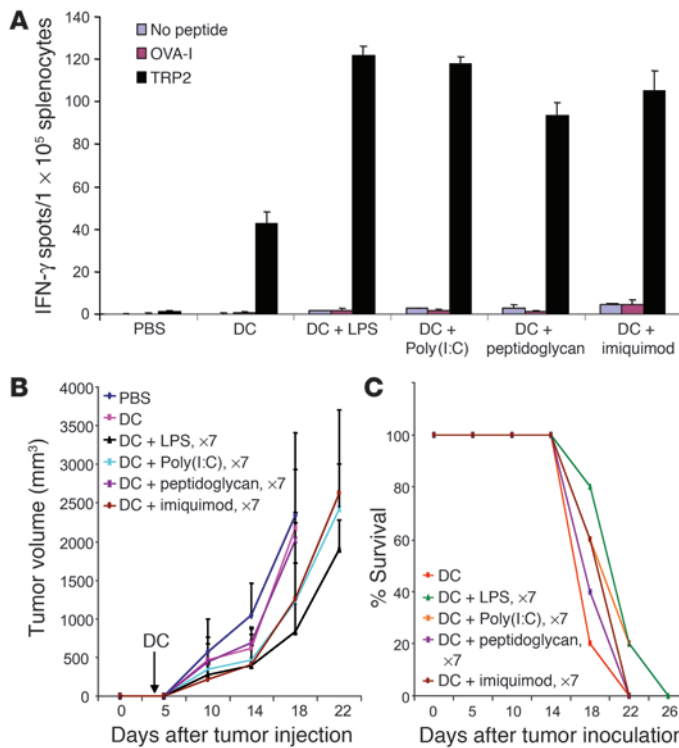 A
IFN-γ spots/1 × 10⁵ splenocytes
140
120
100
80
60
40
20
0
No peptide
OVA-I
TRP2
PBS
DC
DC + LPS
DC +
Poly(I:C)
DC +
peptidoglycan
DC +
imiquimod
B
Tumor volume (mm³)
4000
3500
3000
2500
2000
1500
1000
500
0
PBS
DC
DC + LPS, ×7
DC + Poly(I:C), ×7
DC + peptidoglycan, ×7
DC + imiquimod, ×7
DC
0 5 10 14 18 22
Days after tumor injection
C
% Survival
100
80
60
40
20
0
DC
DC + LPS, ×7
DC + Poly(I:C), ×7
DC + peptidoglycan,
×7
DC + imiquimod, ×7
0 5 10 14 18 22 26
Days after tumor inoculation